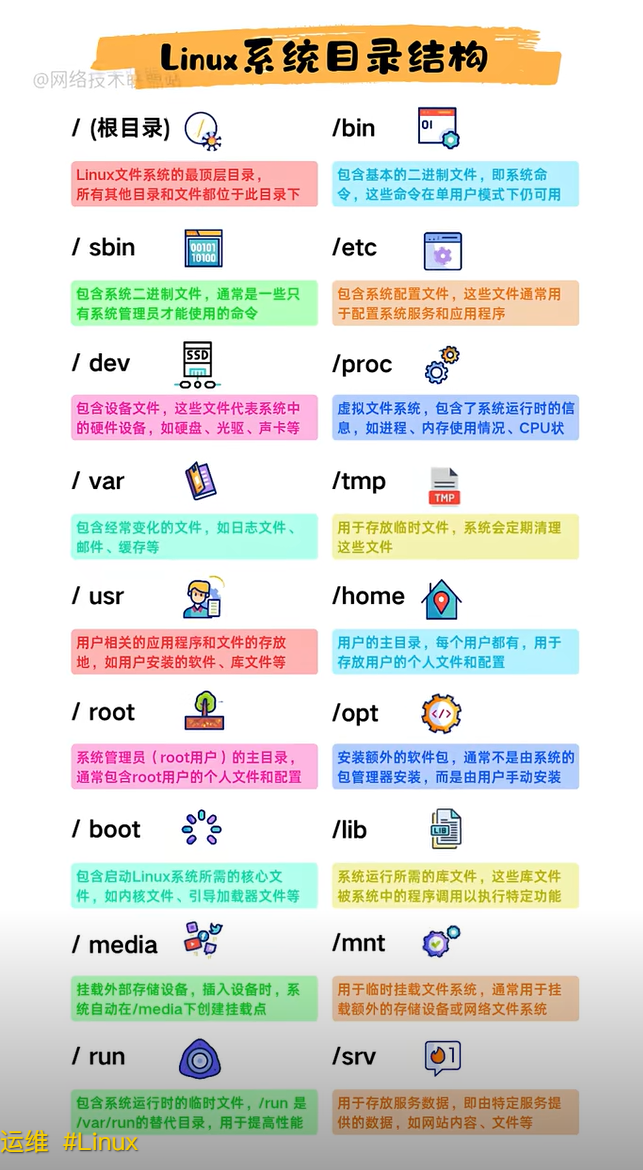 Linux系统目录结构
@网络技术联盟站
/ (根目录)
Linux文件系统的最顶层目录，
所有其他目录和文件都位于此目录下
/bin
01
包含基本的二进制文件，即系统命
令，这些命令在单用户模式下仍可用
/ sbin
00101
10100
包含系统二进制文件，通常是一些只
有系统管理员才能使用的命令
/etc
包含系统配置文件，这些文件通常用
于配置系统服务和应用程序
/ dev
SSD
包含设备文件，这些文件代表系统中
的硬件设备，如硬盘、光驱、声卡等
/proc
虚拟文件系统，包含了系统运行时的信
息，如进程、内存使用情况、CPU状
/ var
包含经常变化的文件，如日志文件、
邮件、缓存等
/tmp
TMP
用于存放临时文件，系统会定期清理
这些文件
/ usr
用户相关的应用程序和文件的存放
地，如用户安装的软件、库文件等
/home
用户的主目录，每个用户都有，用于
存放用户的个人文件和配置
/ root
系统管理员（root用户）的主目录，
通常包含root用户的个人文件和配置
/opt
</>
安装额外的软件包，通常不是由系统的
包管理器安装，而是由用户手动安装
/ boot
包含启动Linux系统所需的核心文
件，如内核文件、引导加载器文件等
/lib
LIB
系统运行所需的库文件，这些库文件
被系统中的程序调用以执行特定功能
/ media
挂载外部存储设备，插入设备时，系
统自动在/media下创建挂载点
/mnt
用于临时挂载文件系统，通常用于挂
载额外的存储设备或网络文件系统
/ run
包含系统运行时的临时文件，/run 是
/var/run的替代目录，用于提高性能
/srv
1
用于存放服务数据，即由特定服务提
供的数据，如网站内容、文件等
运维 #Linux